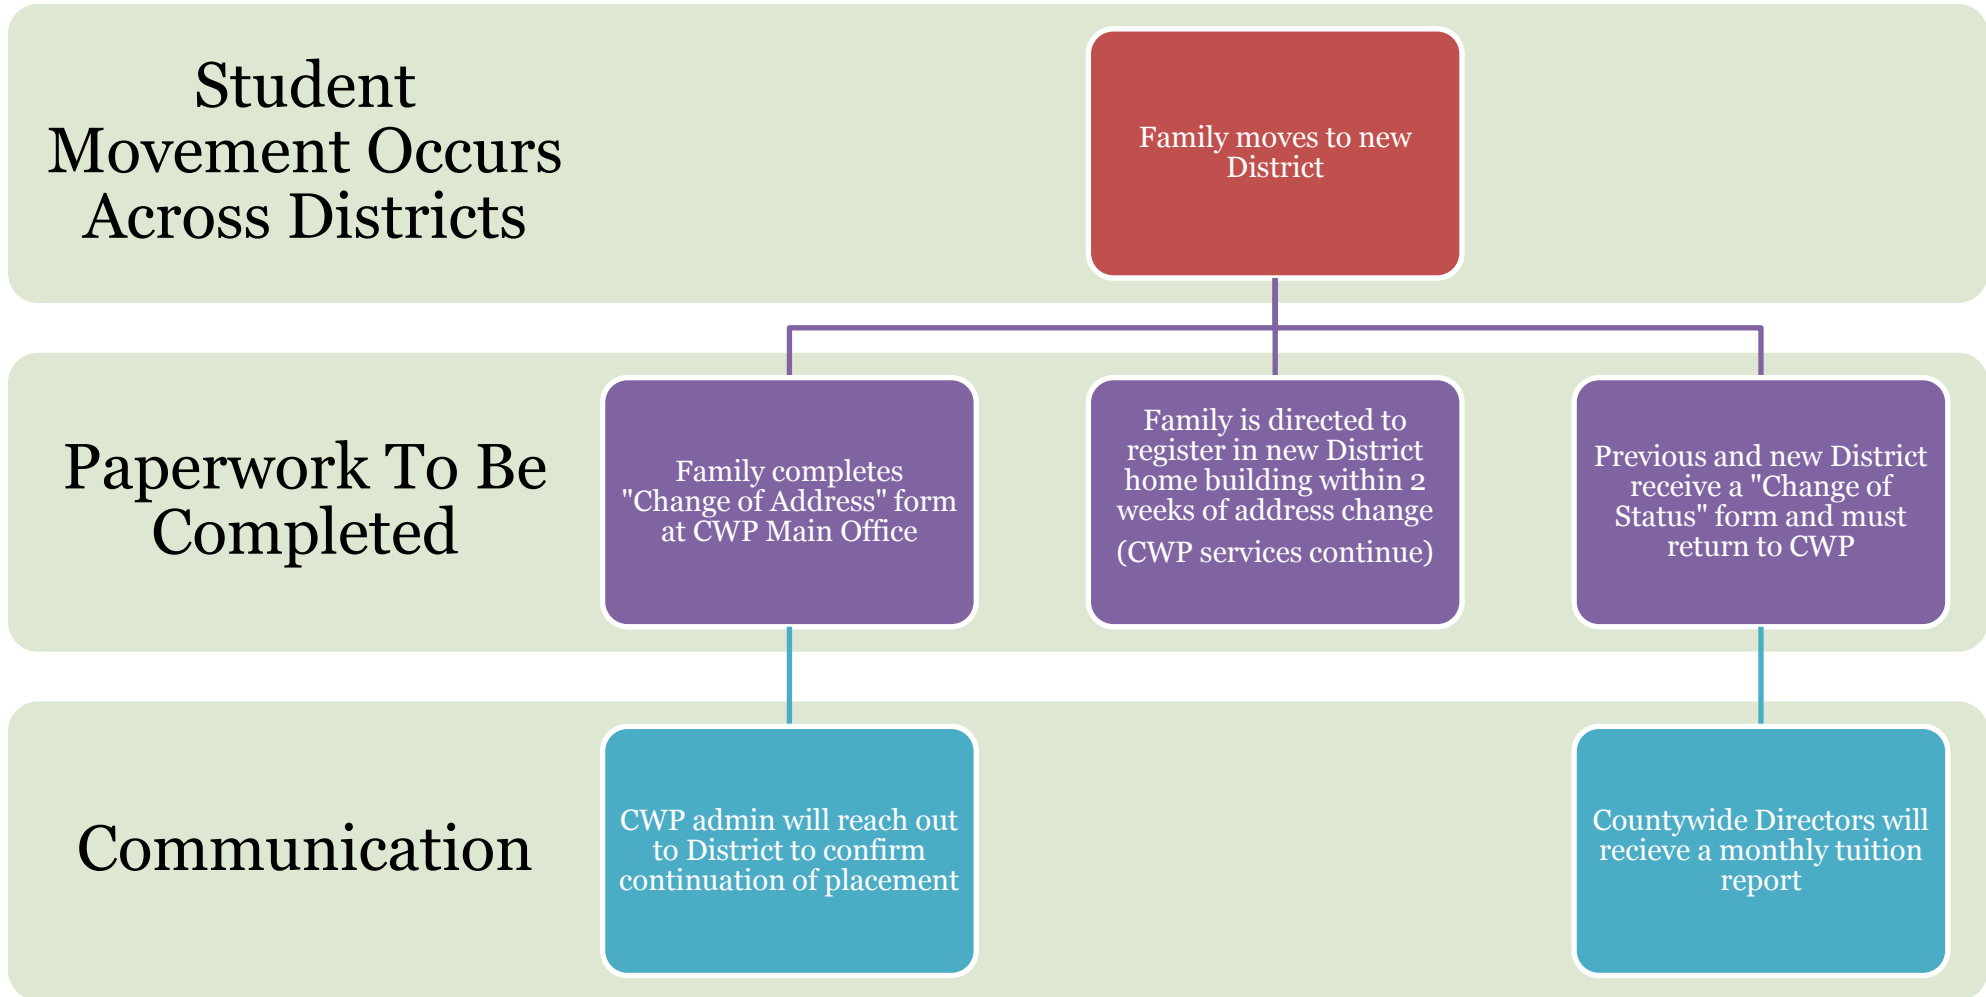 Student
Movement Occurs
Across Districts
Family moves to new
District
Paperwork To Be
Completed
Family completes
"Change of Address" form
at CWP Main Office
Family is directed to
register in new District
home building within 2
weeks of address change
(CWP services continue)
Previous and new District
receive a "Change of
Status" form and must
return to CWP
Communication
CWP admin will reach out
to District to confirm
continuation of placement
Countywide Directors will
recieve a monthly tuition
report